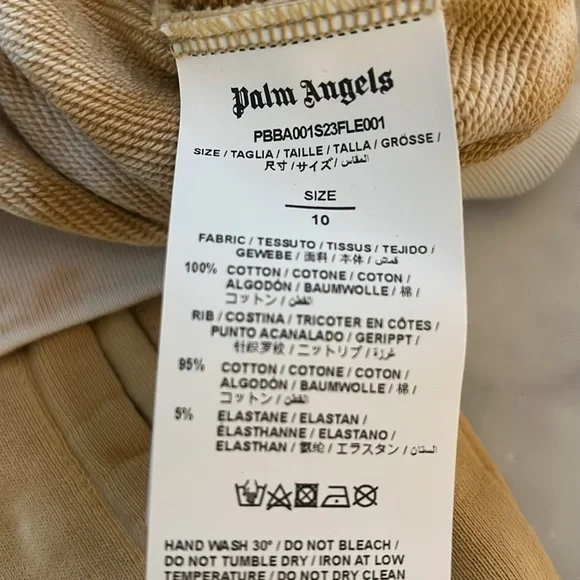 Palm Angels
PBBA001S23FLE001
SIZE / TAGLIA / TAILLE / TALLA / GRÖSSE /
尺寸 / サイズ / المقاس
SIZE
10
FABRIC / TESSUTO / TISSUS / TEJIDO /
GEWEBE / 面料 / 本体 / قماش
100% COTTON / COTONE / COTON /
ALGODÓN / BAUMWOLLE / 棉 /
コットン / القطن
RIB / COSTINA / TRICOTER EN CÔTES /
PUNTO ACANALADO / GERIPPT /
针织罗纹 / ニットリブ / غرزة
95% COTTON / COTONE / COTON /
ALGODÓN / BAUMWOLLE / 棉 /
コットン / القطن
5% ELASTANE / ELASTAN /
ÉLASTHANNE / ELASTANO /
ELASTHAN / 氨纶 / エラスタン /
HAND WASH 30° / DO NOT BLEACH /
DO NOT TUMBLE DRY / IRON AT LOW
TEMPERATURE / DO NOT DRY CLEAN